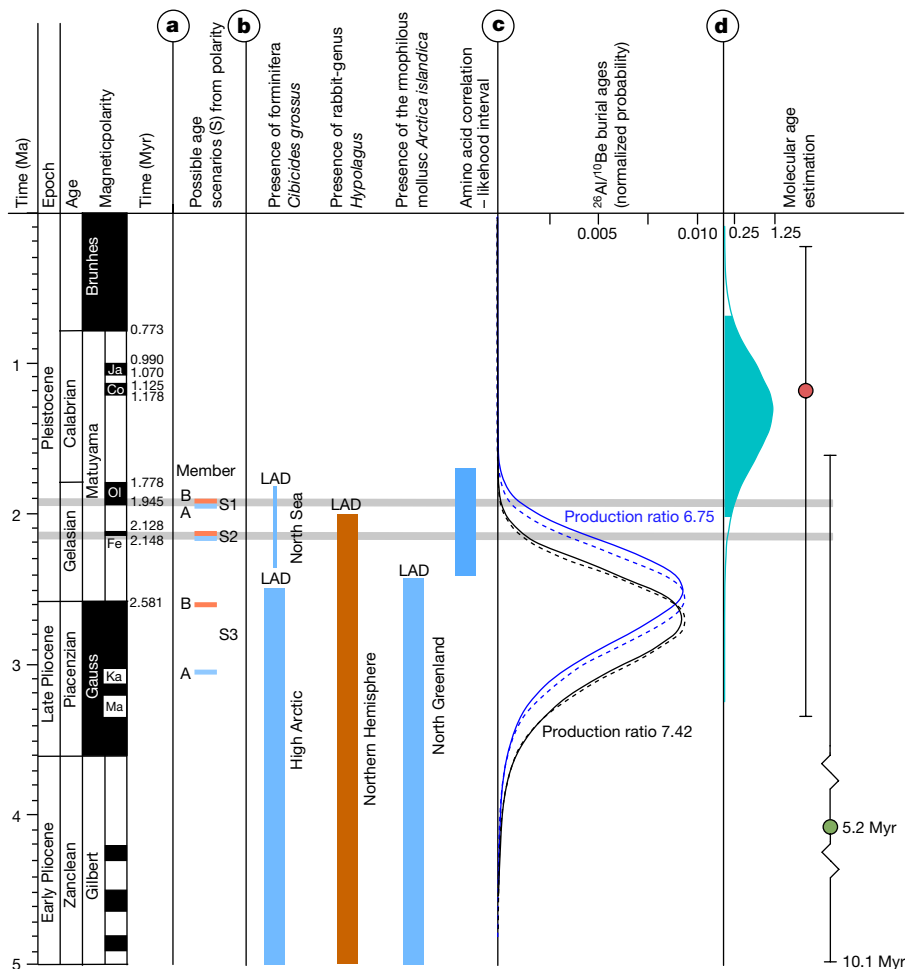 a
b
c
d
Time (Ma)
Epoch
Age
Magneticpolarity
Time (Myr)
Possible age
scenarios (S) from polarity
Presence of forminifera
Cibicides grossus
Presence of rabbit-genus
Hypolagus
Presence of the rmophilous
mollusc Arctica islandica
Amino acid correlation
– likelihood interval
26Al/10Be burial ages
(normalized probability)
Molecular age
estimation
0.005
0.010
0.25
1.25
Brunhes
0.773
1
0.990
Ja
1.070
Co
1.125
1.178
Pleistocene
Calabrian
Matuyama
Member
1.778
Ol
1.945
B
A
S1
LAD
North Sea
LAD
2
2.128
Fe
2.148
S2
Production ratio 6.75
Gelasian
LAD
LAD
2.581
B
S3
A
3
Late Pliocene
Piacenzian
Gauss
Ka
Ma
High Arctic
Northern Hemisphere
North Greenland
Production ratio 7.42
4
5.2 Myr
Early Pliocene
Zanclean
Gilbert
5
10.1 Myr